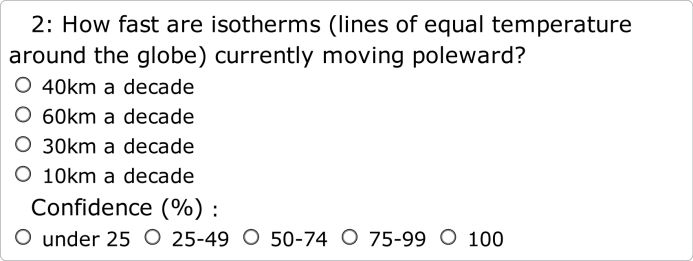 2: How fast are isotherms (lines of equal temperature
around the globe) currently moving poleward?
40km a decade
60km a decade
30km a decade
10km a decade
Confidence (%) :
under 25 25-49 50-74 75-99 100